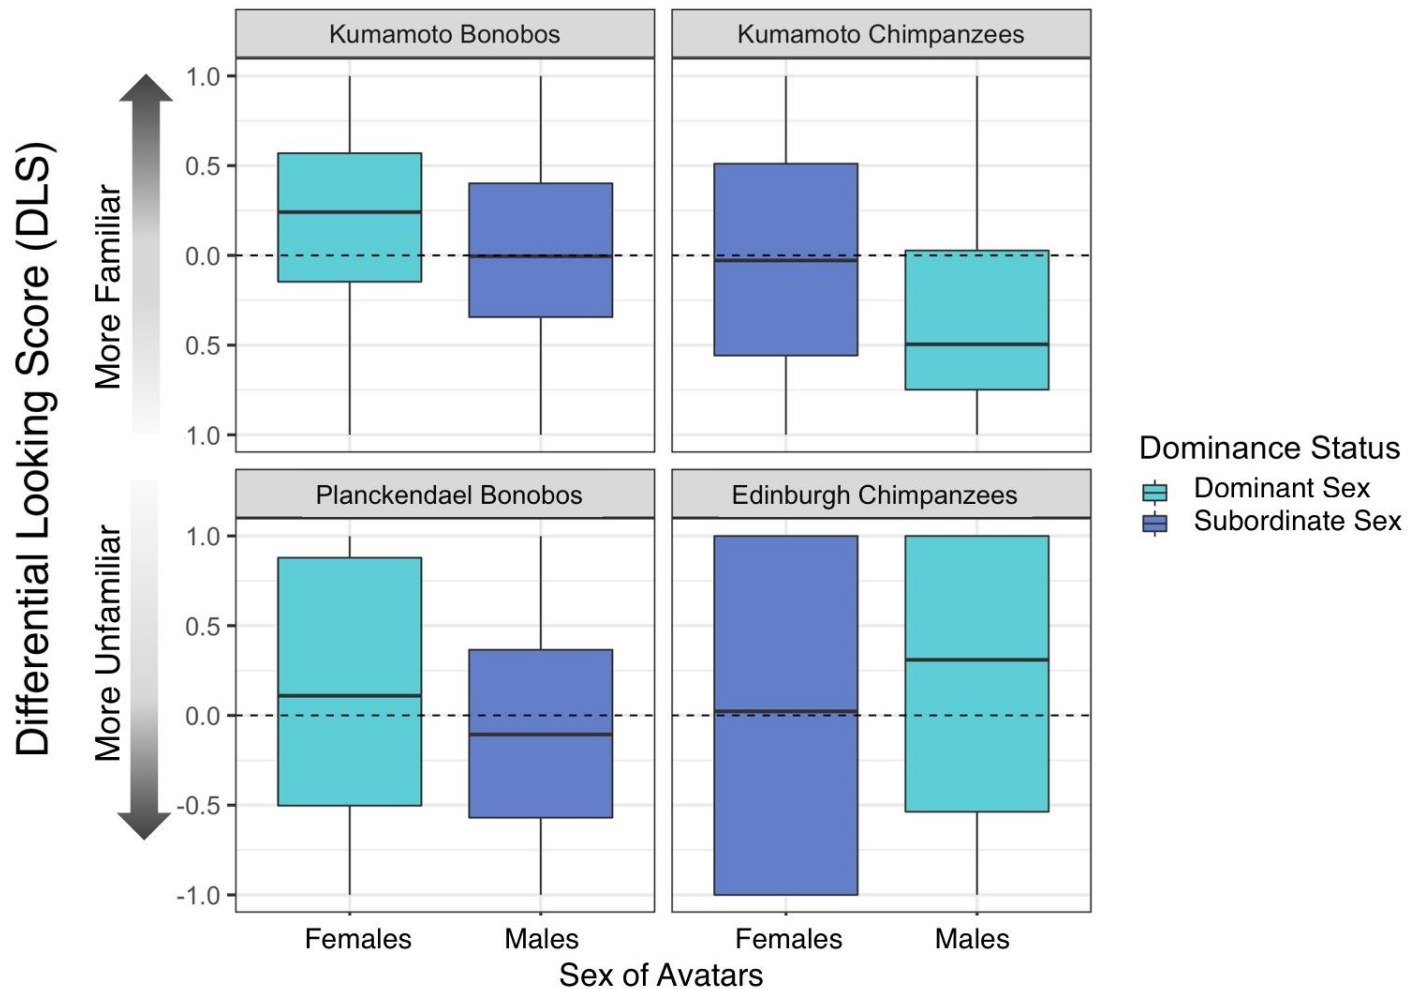 Kumamoto Bonobos
Kumamoto Chimpanzees
1.0
0.5
0.0
0.5
1.0
Planckendael Bonobos
Edinburgh Chimpanzees
1.0
0.5
0.0
-0.5
-1.0
Females
Males
Females
Males
Sex of Avatars
Differential Looking Score (DLS)
More Familiar
More Unfamiliar
Dominance Status
Dominant Sex
Subordinate Sex